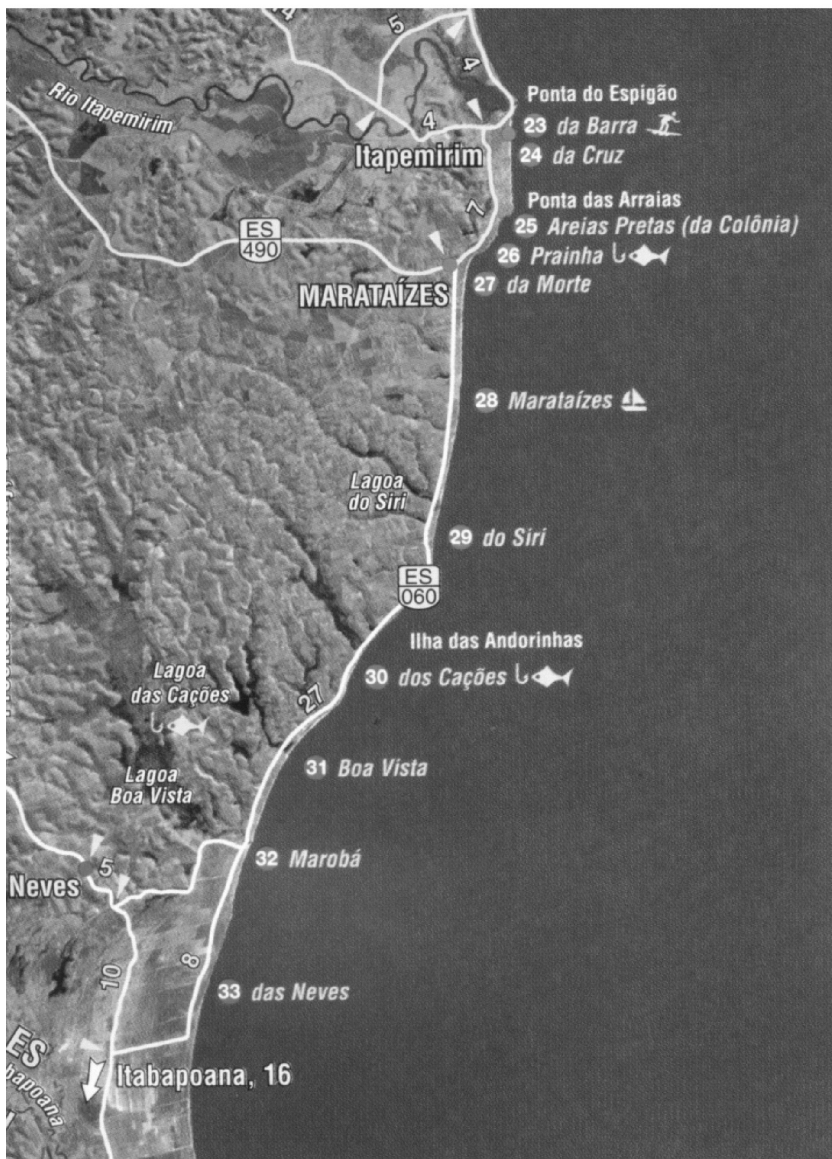 5
4
Rio Itapemirim
Ponta do Espigão
23 da Barra
4
Itapemirim
24 da Cruz
Ponta das Arraias
7
25 Areias Pretas (da Colônia)
ES
490
26 Prainha
MARATAÍZES
27 da Morte
28 Marataízes
Lagoa
do Siri
29 do Siri
ES
060
Ilha das Andorinhas
Lagoa
das Cações
30 dos Cações
27
31 Boa Vista
Lagoa
Boa Vista
32 Marobá
5
Neves
10
8
33 das Neves
ES
Itabapoana, 16